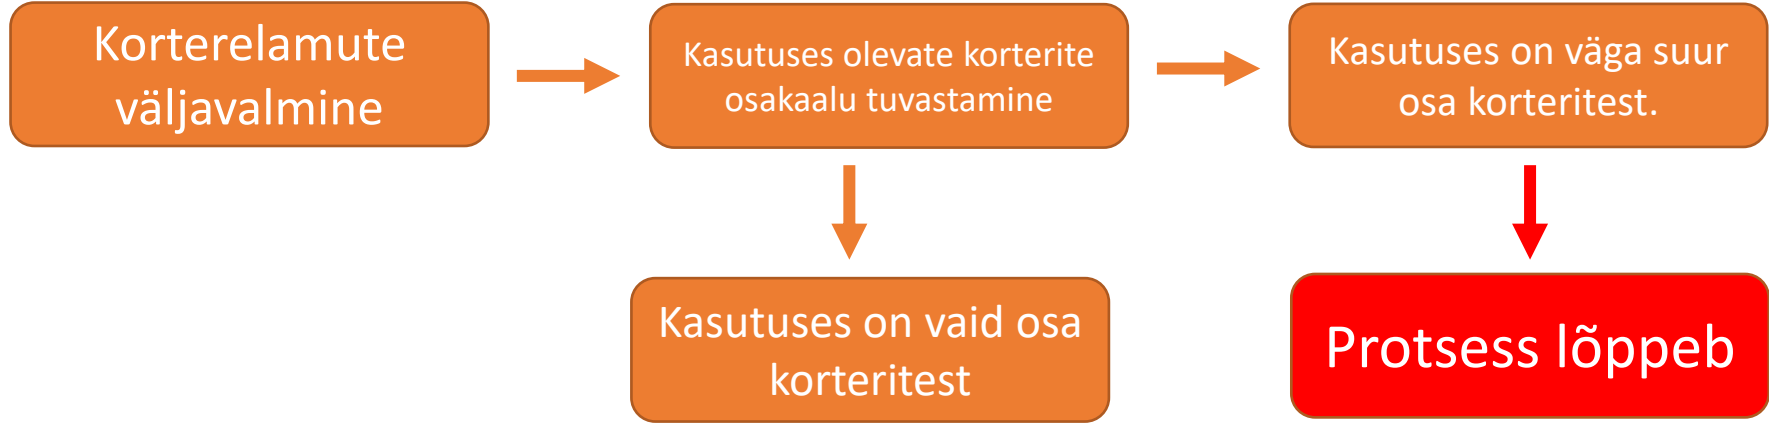 Korterelamute
väljavalmine
Kasutuses olevate korterite
osakaalu tuvastamine
Kasutuses on väga suur
osa korteritest.
Kasutuses on vaid osa
korteritest
Protsess lõppeb